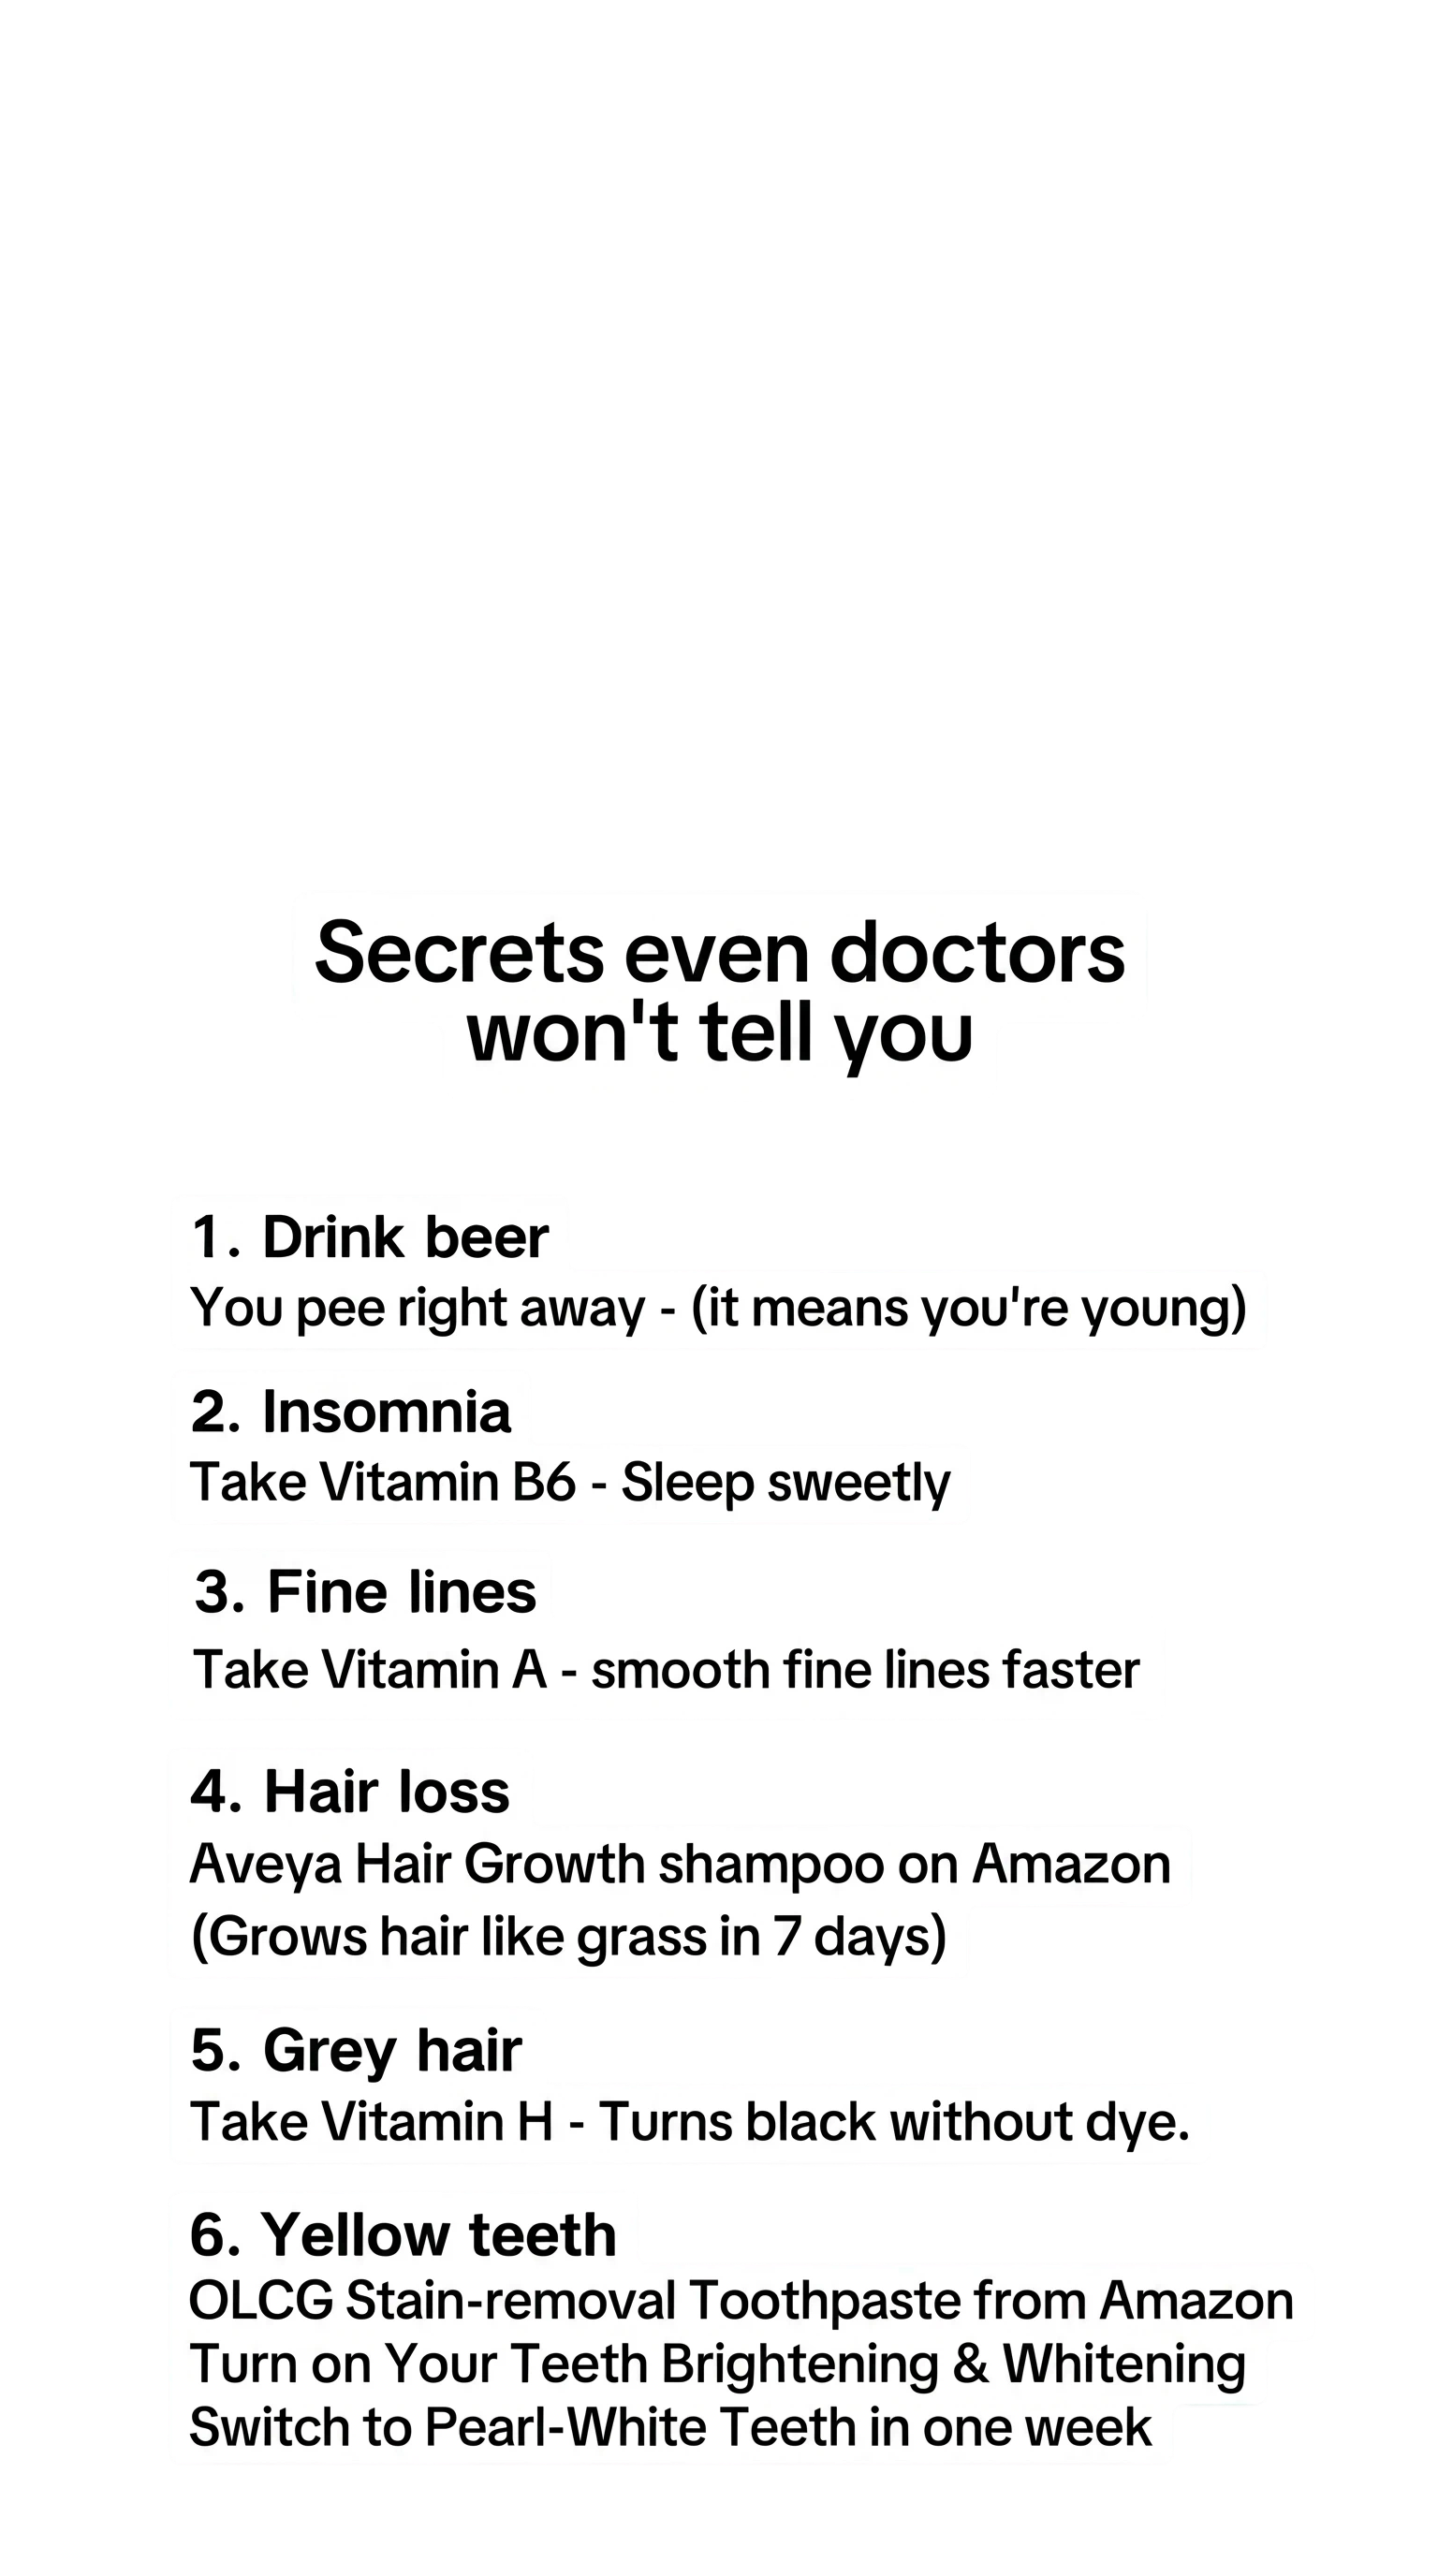 Secrets even doctors
won't tell you
1. Drink beer
You pee right away - (it means you're young)
2. Insomnia
Take Vitamin B6 - Sleep sweetly
3. Fine lines
Take Vitamin A - smooth fine lines faster
4. Hair loss
Aveya Hair Growth shampoo on Amazon
(Grows hair like grass in 7 days)
5. Grey hair
Take Vitamin H - Turns black without dye.
6. Yellow teeth
OLCG Stain-removal Toothpaste from Amazon
Turn on Your Teeth Brightening & Whitening
Switch to Pearl-White Teeth in one week